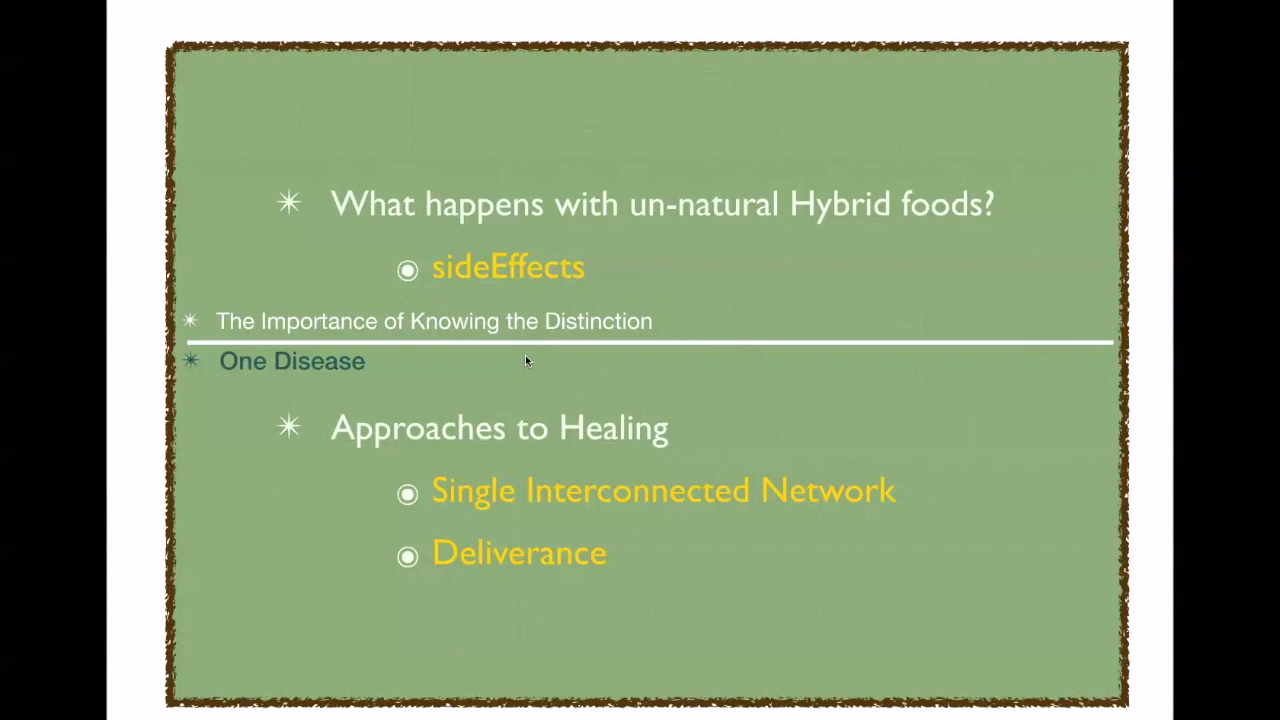 What happens with un-natural Hybrid foods?
sideEffects
The Importance of Knowing the Distinction
One Disease
Approaches to Healing
Single Interconnected Network
Deliverance